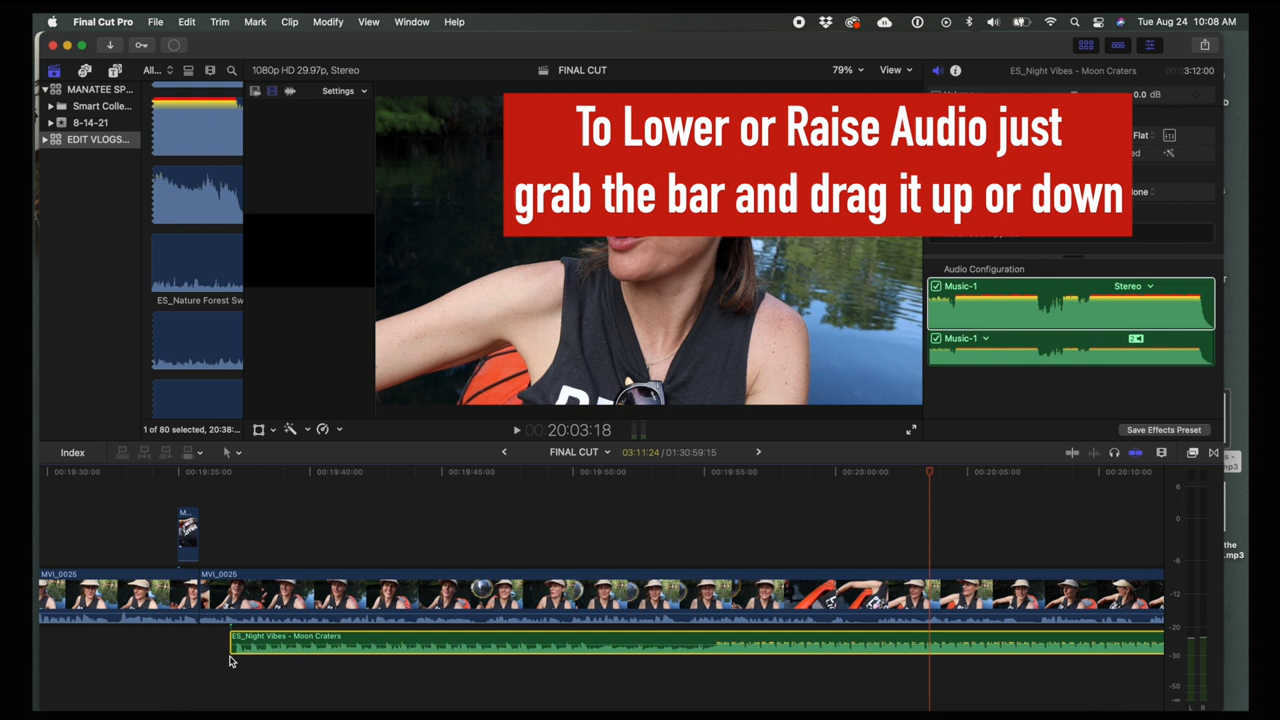 Final Cut Pro File Edit Trim Mark Clip Modify View Window Help Tue Aug 24 10:08 AM
All... 1080p HD 29.97p, Stereo FINAL CUT 79% View ES_Night Vibes - Moon Craters 3:12:00
MANATEE SP...
Smart Colle...
8-14-21
EDIT VLOGS...
Settings
0.0 dB
Flat
To Lower or Raise Audio just
grab the bar and drag it up or down
ES_Nature Forest Sw
Audio Configuration
Music-1 Stereo
Music-1
1 of 80 selected, 20:38:...
20:03:18
Save Effects Preset
Index FINAL CUT 03:11:24 / 01:30:59:15
00:19:30:00 00:19:35:00 00:19:40:00 00:19:45:00 00:19:50:00 00:19:55:00 00:20:00:00 00:20:05:00 00:20:10:00
M...
MVI_0025 MVI_0025
ES_Night Vibes - Moon Craters
6
0
-6
-12
-20
-30
-50
L R
the
.mp3